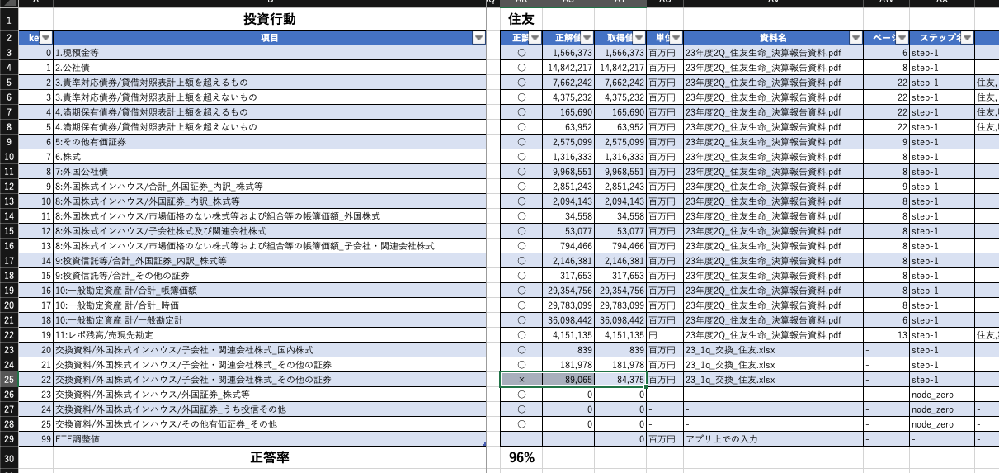 1 投資行動 住友
2 ke 項目 正誤 正解値 取得値 単位 資料名 ページ ステップ名
3 0 1.現預金等 ○ 1,566,373 1,566,373 百万円 23年度2Q_住友生命_決算報告資料.pdf 6 step-1
4 1 2.公社債 ○ 14,842,217 14,842,217 百万円 23年度2Q_住友生命_決算報告資料.pdf 8 step-1
5 2 3.責準対応債券/貸借対照表計上額を超えるもの ○ 7,662,242 7,662,242 百万円 23年度2Q_住友生命_決算報告資料.pdf 22 step-1 住友,
6 3 3.責準対応債券/貸借対照表計上額を超えないもの ○ 4,375,232 4,375,232 百万円 23年度2Q_住友生命_決算報告資料.pdf 22 step-1 住友,
7 4 4.満期保有債券/貸借対照表計上額を超えるもの ○ 165,690 165,690 百万円 23年度2Q_住友生命_決算報告資料.pdf 22 step-1 住友,
8 5 4.満期保有債券/貸借対照表計上額を超えないもの ○ 63,952 63,952 百万円 23年度2Q_住友生命_決算報告資料.pdf 22 step-1 住友,
9 6 5:その他有価証券 ○ 2,575,099 2,575,099 百万円 23年度2Q_住友生命_決算報告資料.pdf 9 step-1
10 7 6.株式 ○ 1,316,333 1,316,333 百万円 23年度2Q_住友生命_決算報告資料.pdf 8 step-1
11 8 7:外国公社債 ○ 9,968,551 9,968,551 百万円 23年度2Q_住友生命_決算報告資料.pdf 8 step-1
12 9 8:外国株式インハウス/合計_外国証券_内訳_株式等 ○ 2,851,243 2,851,243 百万円 23年度2Q_住友生命_決算報告資料.pdf 9 step-1
13 10 8:外国株式インハウス/外国証券_内訳_株式等 ○ 2,094,143 2,094,143 百万円 23年度2Q_住友生命_決算報告資料.pdf 8 step-1
14 11 8:外国株式インハウス/市場価格のない株式等および組合等の帳簿価額_外国株式 ○ 34,558 34,558 百万円 23年度2Q_住友生命_決算報告資料.pdf 8 step-1
15 12 8:外国株式インハウス/子会社株式及び関連会社株式 ○ 53,077 53,077 百万円 23年度2Q_住友生命_決算報告資料.pdf 8 step-1
16 13 8:外国株式インハウス/市場価格のない株式等および組合等の帳簿価額_子会社・関連会社株式 ○ 794,466 794,466 百万円 23年度2Q_住友生命_決算報告資料.pdf 8 step-1
17 14 9:投資信託等/合計_外国証券_内訳_株式等 ○ 2,146,381 2,146,381 百万円 23年度2Q_住友生命_決算報告資料.pdf 8 step-1
18 15 9:投資信託等/合計_その他の証券 ○ 317,653 317,653 百万円 23年度2Q_住友生命_決算報告資料.pdf 8 step-1
19 16 10:一般勘定資産 計/合計_帳簿価額 ○ 29,354,756 29,354,756 百万円 23年度2Q_住友生命_決算報告資料.pdf 8 step-1
20 17 10:一般勘定資産 計/合計_時価 ○ 29,783,099 29,783,099 百万円 23年度2Q_住友生命_決算報告資料.pdf 8 step-1
21 18 10:一般勘定資産 計/一般勘定計 ○ 36,098,442 36,098,442 百万円 23年度2Q_住友生命_決算報告資料.pdf 6 step-1
22 19 11:レポ残高/売現先勘定 ○ 4,151,135 4,151,135 円 23年度2Q_住友生命_決算報告資料.pdf 13 step-1 住友,
23 20 交換資料/外国株式インハウス/子会社・関連会社株式_国内株式 ○ 839 839 百万円 23_1q_交換_住友.xlsx - step-1
24 21 交換資料/外国株式インハウス/子会社・関連会社株式_その他の証券 ○ 181,978 181,978 百万円 23_1q_交換_住友.xlsx - step-1
25 22 交換資料/外国株式インハウス/子会社・関連会社株式_その他の証券 × 89,065 84,375 百万円 23_1q_交換_住友.xlsx - step-1
26 23 交換資料/外国株式インハウス/外国証券_株式等 ○ 0 0 - - - node_zero -
27 24 交換資料/外国株式インハウス/外国証券_うち投信その他 ○ 0 0 - - - node_zero -
28 25 交換資料/外国株式インハウス/その他有価証券_その他 ○ 0 0 - - - node_zero -
29 99 ETF調整値 0 百万円 アプリ上での入力 - - -
30 正答率 96%